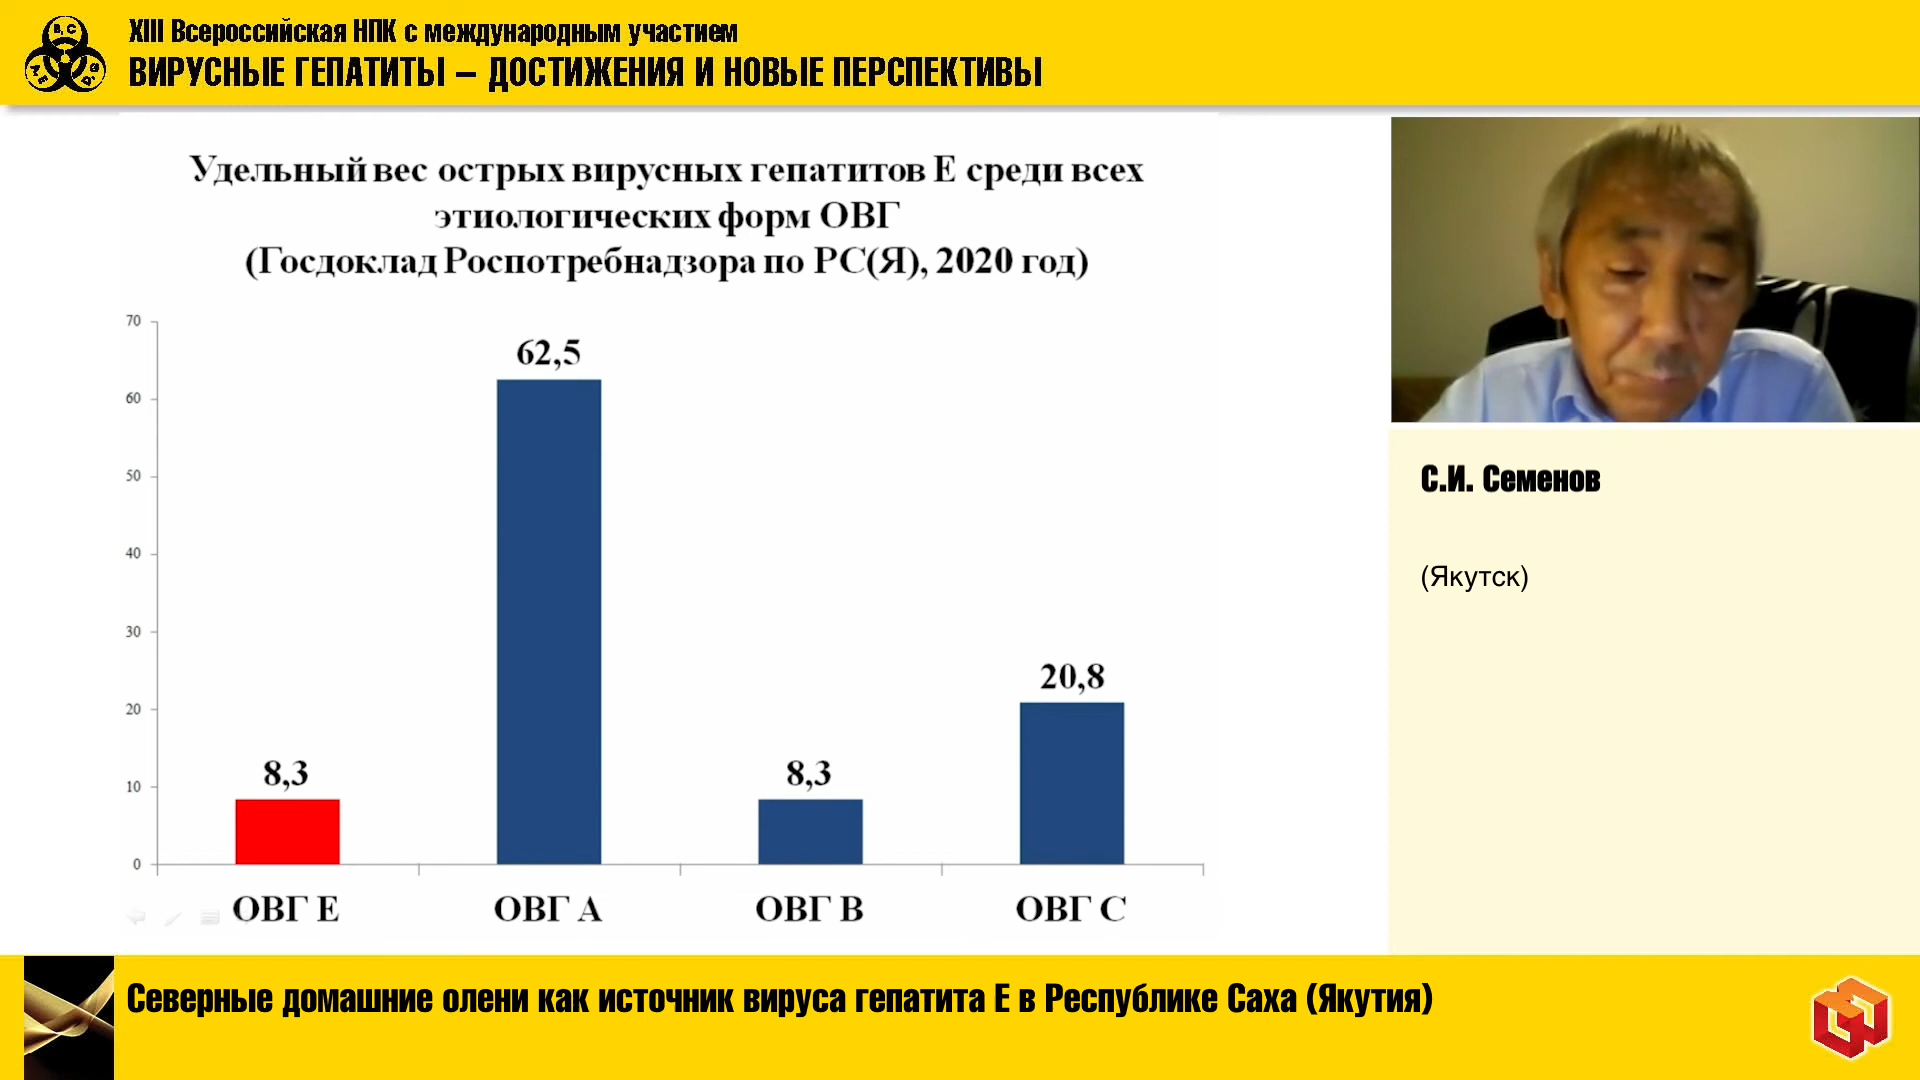 XIII Всероссийская НПК с международным участием
ВИРУСНЫЕ ГЕПАТИТЫ – ДОСТИЖЕНИЯ И НОВЫЕ ПЕРСПЕКТИВЫ
Удельный вес острых вирусных гепатитов Е среди всех
этиологических форм ОВГ
(Госдоклад Роспотребнадзора по РС(Я), 2020 год)
70
60
50
40
30
20
10
0
8,3
62,5
8,3
20,8
ОВГ Е
ОВГ А
ОВГ В
ОВГ С
С.И. Семенов
(Якутск)
Северные домашние олени как источник вируса гепатита Е в Республике Саха (Якутия)